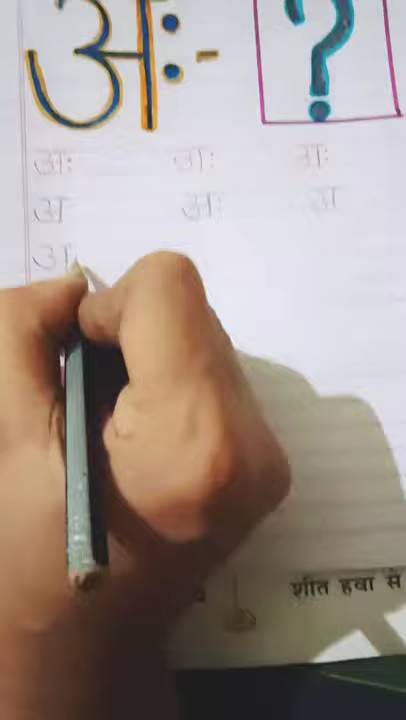 अः - ?
अः अः अः
अ अः अ
अ
शीत हवा से